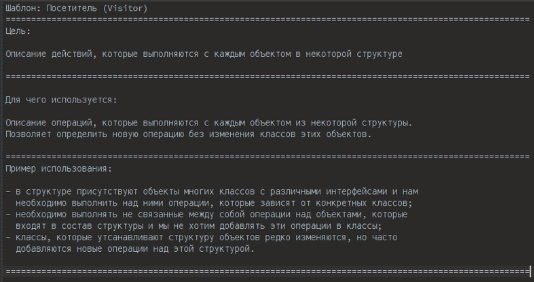 Шаблон: Посетитель (Visitor)
=========================================================================================================
Цель:
Описание действий, которые выполняются с каждым объектом в некоторой структуре
=========================================================================================================
Для чего используется:
Описание операций, которые выполняются с каждым объектом из некоторой структуры.
Позволяет определить новую операцию без изменения классов этих объектов.
=========================================================================================================
Пример использования:
- в структуре присутствуют объекты многих классов с различными интерфейсами и нам
необходимо выполнить над ними операции, которые зависят от конкретных классов;
- необходимо выполнять не связанные между собой операции над объектами, которые
входят в состав структуры и мы не хотим добавлять эти операции в классы;
- классы, которые утсанавливают структуру объектов редко изменяются, но часто
добавляются новые операции над этой структурой.
=========================================================================================================